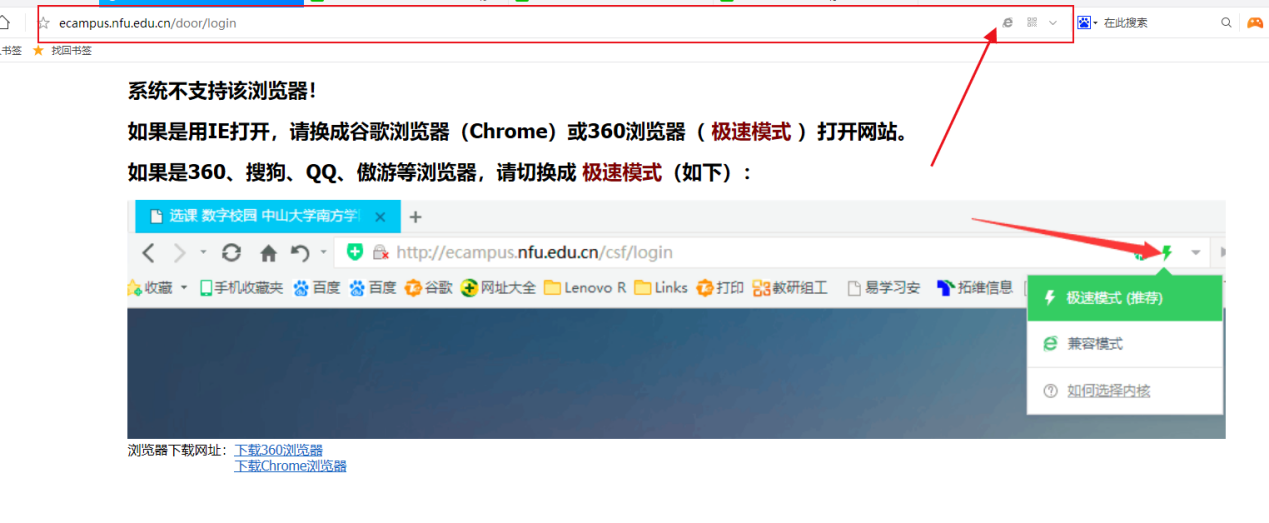 ecampus.nfu.edu.cn/door/login
在此搜索
书签 找回书签
系统不支持该浏览器！
如果是用IE打开，请换成谷歌浏览器（Chrome）或360浏览器（ 极速模式 ）打开网站。
如果是360、搜狗、QQ、傲游等浏览器，请切换成 极速模式（如下）：
选课 数字校园 中山大学南方学
http://ecampus.nfu.edu.cn/csf/login
收藏 手机收藏夹 百度 百度 谷歌 网址大全 Lenovo R Links 打印 教研组工 易学习安 拓维信息
极速模式 (推荐)
兼容模式
如何选择内核
浏览器下载网址： 下载360浏览器
下载Chrome浏览器